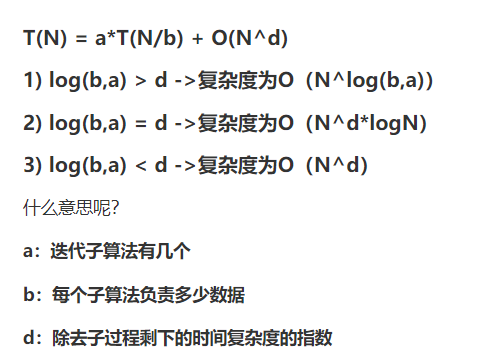 T(N) = a*T(N/b) + O(N^d)
1) log(b,a) > d ->复杂度为O（N^log(b,a)）
2) log(b,a) = d ->复杂度为O（N^d*logN）
3) log(b,a) < d ->复杂度为O（N^d）
什么意思呢？
a：迭代子算法有几个
b：每个子算法负责多少数据
d：除去子过程剩下的时间复杂度的指数